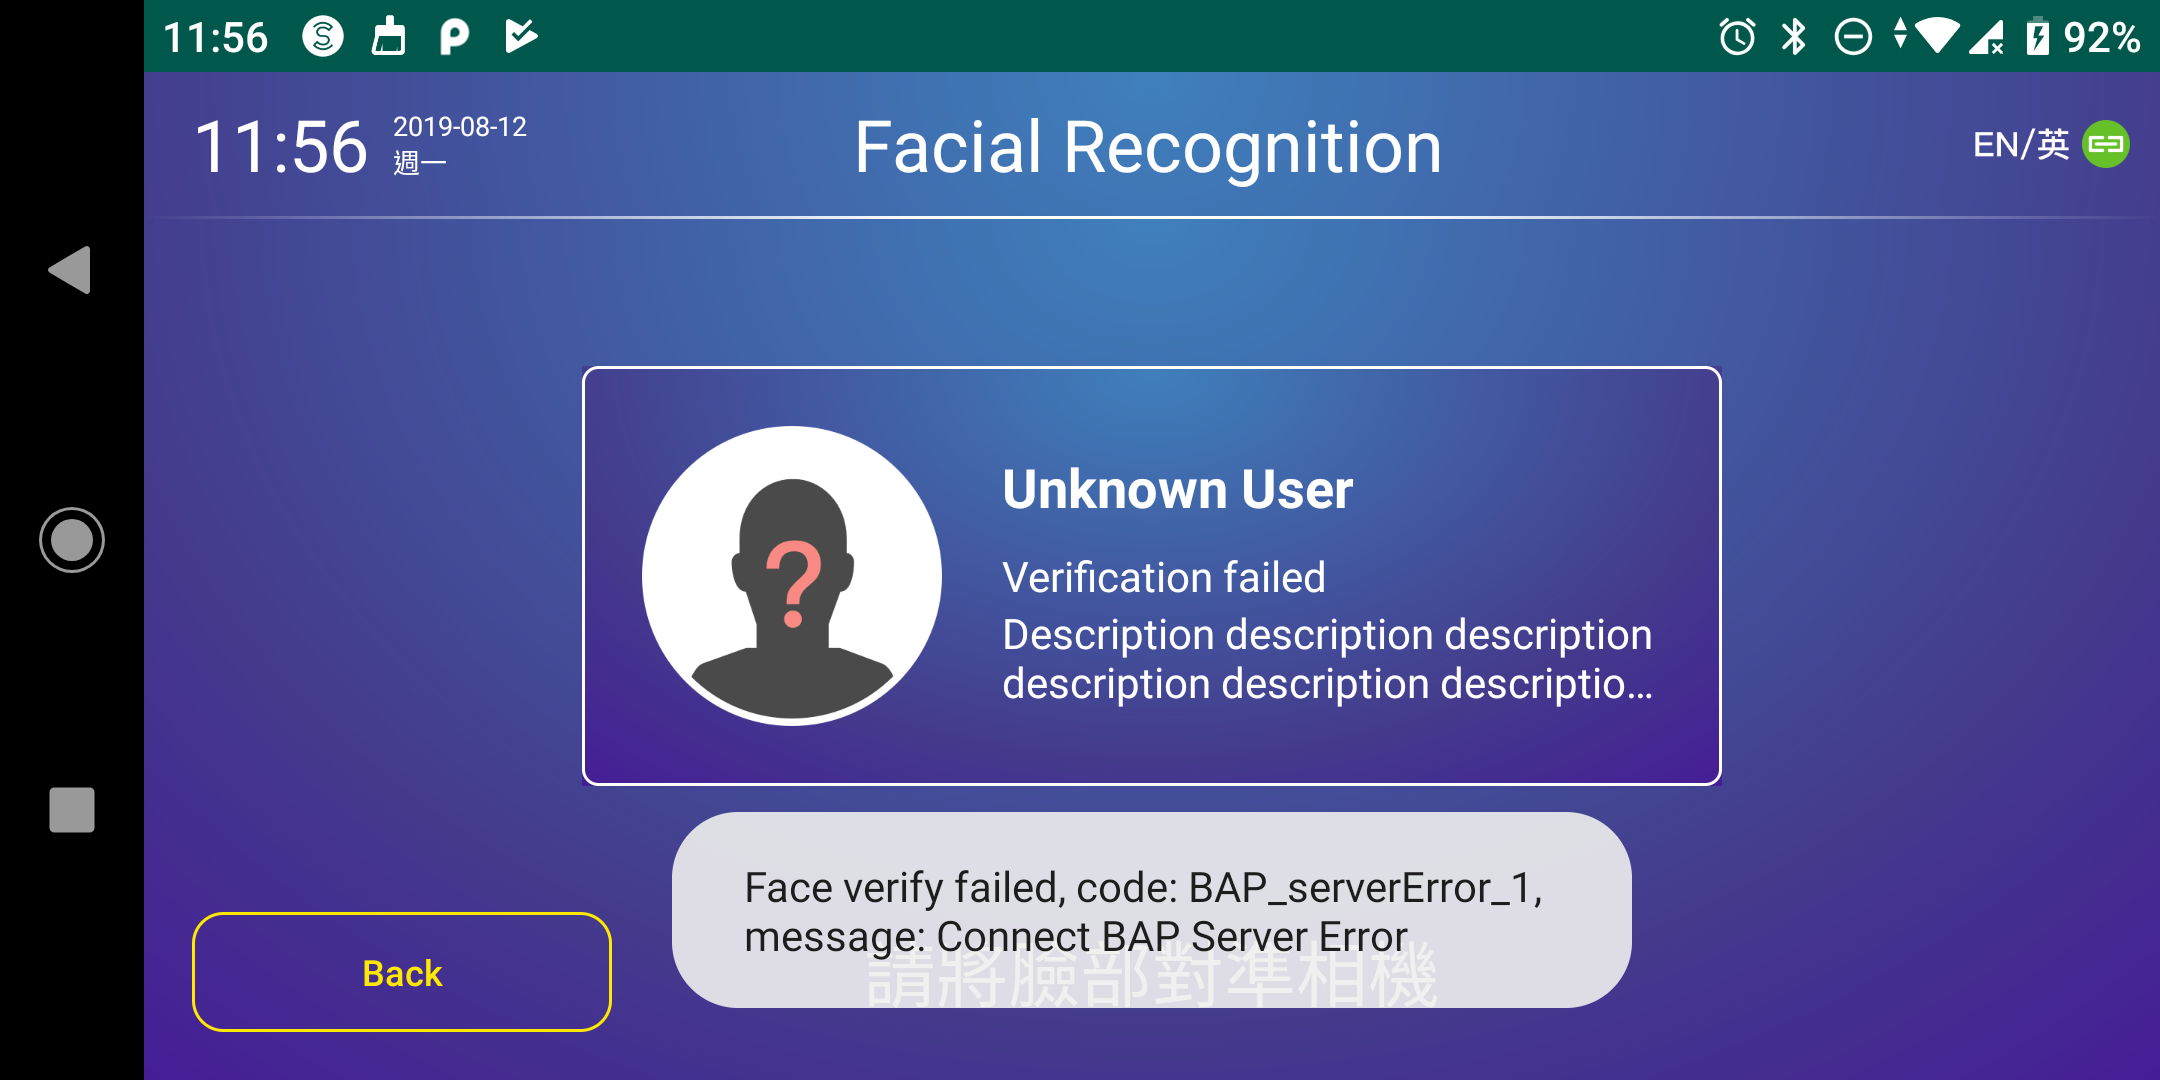 11:56
92%
11:56
2019-08-12
週一
Facial Recognition
EN/英
Unknown User
Verification failed
Description description description
description description descriptio...
Face verify failed, code: BAP_serverError_1,
message: Connect BAP Server Error
請將臉部對準相機
Back